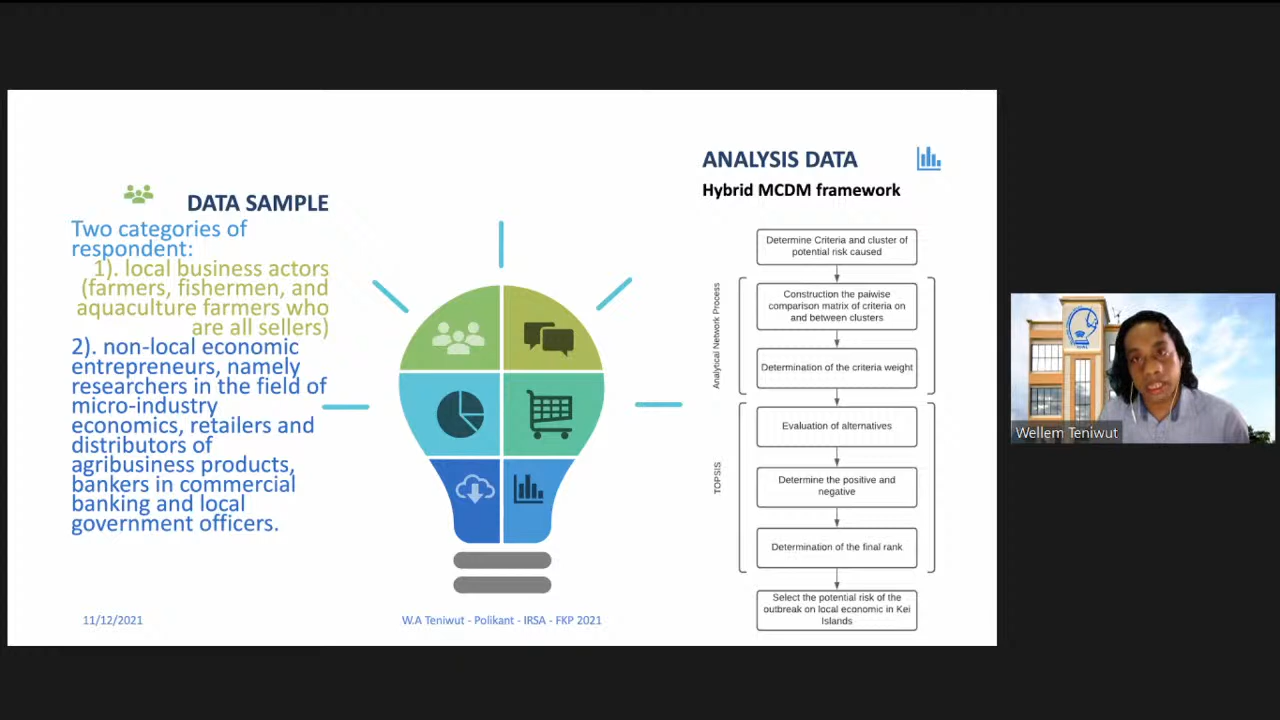 DATA SAMPLE
Two categories of
respondent:
1). local business actors
(farmers, fishermen, and
aquaculture farmers who
are all sellers)
2). non-local economic
entrepreneurs, namely
researchers in the field of
micro-industry
economics, retailers and
distributors of
agribusiness products,
bankers in commercial
banking and local
government officers.
ANALYSIS DATA
Hybrid MCDM framework
Determine Criteria and cluster of
potential risk caused
Analytical Network Process
Construction the paiwise
comparison matrix of criteria on
and between clusters
Determination of the criteria weight
TOPSIS
Evaluation of alternatives
Determine the positive and
negative
Determination of the final rank
Select the potential risk of the
outbreak on local economic in Kei
Islands
11/12/2021
W.A Teniwut - Polikant - IRSA - FKP 2021
Wellem Teniwut